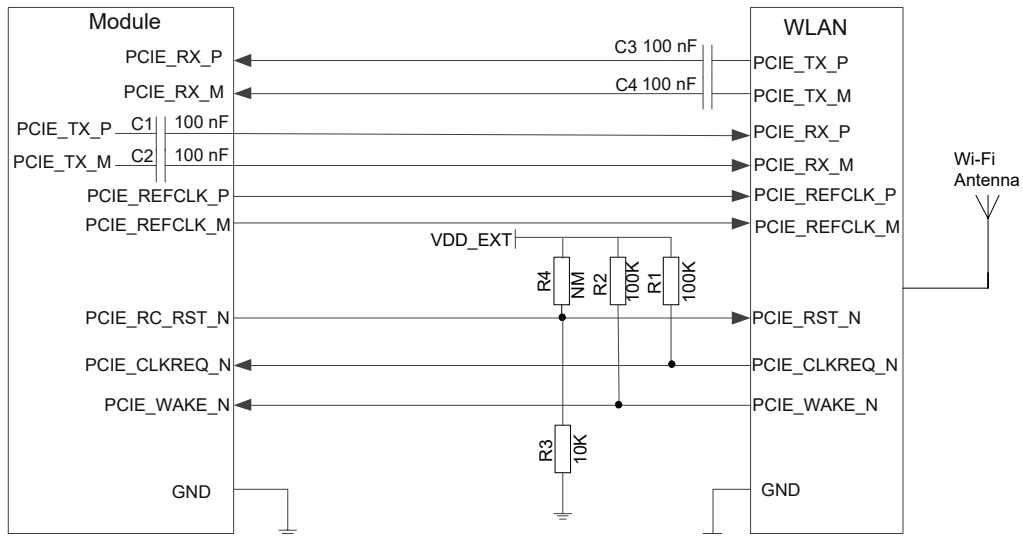 Module
WLAN
PCIE_RX_P
C3 100 nF
PCIE_TX_P
PCIE_RX_M
C4 100 nF
PCIE_TX_M
PCIE_TX_P
C1 100 nF
PCIE_RX_P
PCIE_TX_M
C2 100 nF
PCIE_RX_M
Wi-Fi
Antenna
PCIE_REFCLK_P
PCIE_REFCLK_P
PCIE_REFCLK_M
PCIE_REFCLK_M
VDD_EXT
R4
NM
R2
100K
R1
100K
PCIE_RC_RST_N
PCIE_RST_N
PCIE_CLKREQ_N
PCIE_CLKREQ_N
PCIE_WAKE_N
PCIE_WAKE_N
R3
10K
GND
GND